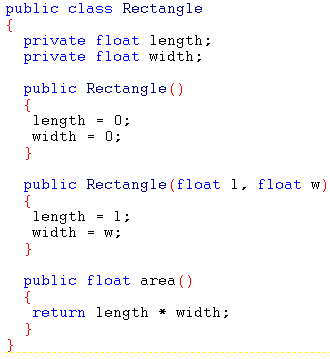 public class Rectangle
{
  private float length;
  private float width;

  public Rectangle()
  {
   length = 0;
   width = 0;
  }

  public Rectangle(float l, float w)
  {
   length = l;
   width = w;
  }

  public float area()
  {
   return length * width;
  }
}